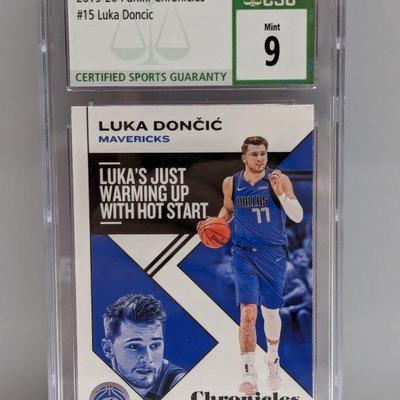 2019-20 Panini Chronicles
#15 Luka Doncic
CERTIFIED SPORTS GUARANTY
Mint
9
LUKA DONČIĆ
MAVERICKS
LUKA'S JUST
WARMING UP
WITH HOT START
DALLAS
77
Chronicles